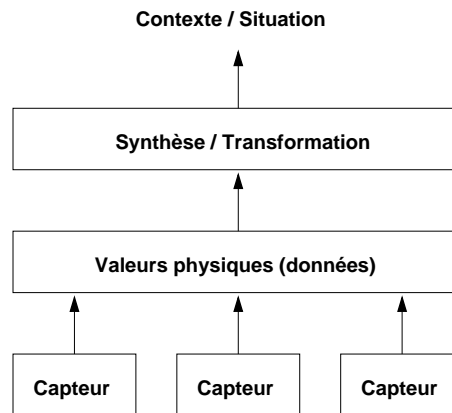 Contexte / Situation
Synthèse / Transformation
Valeurs physiques (données)
Capteur
Capteur
Capteur